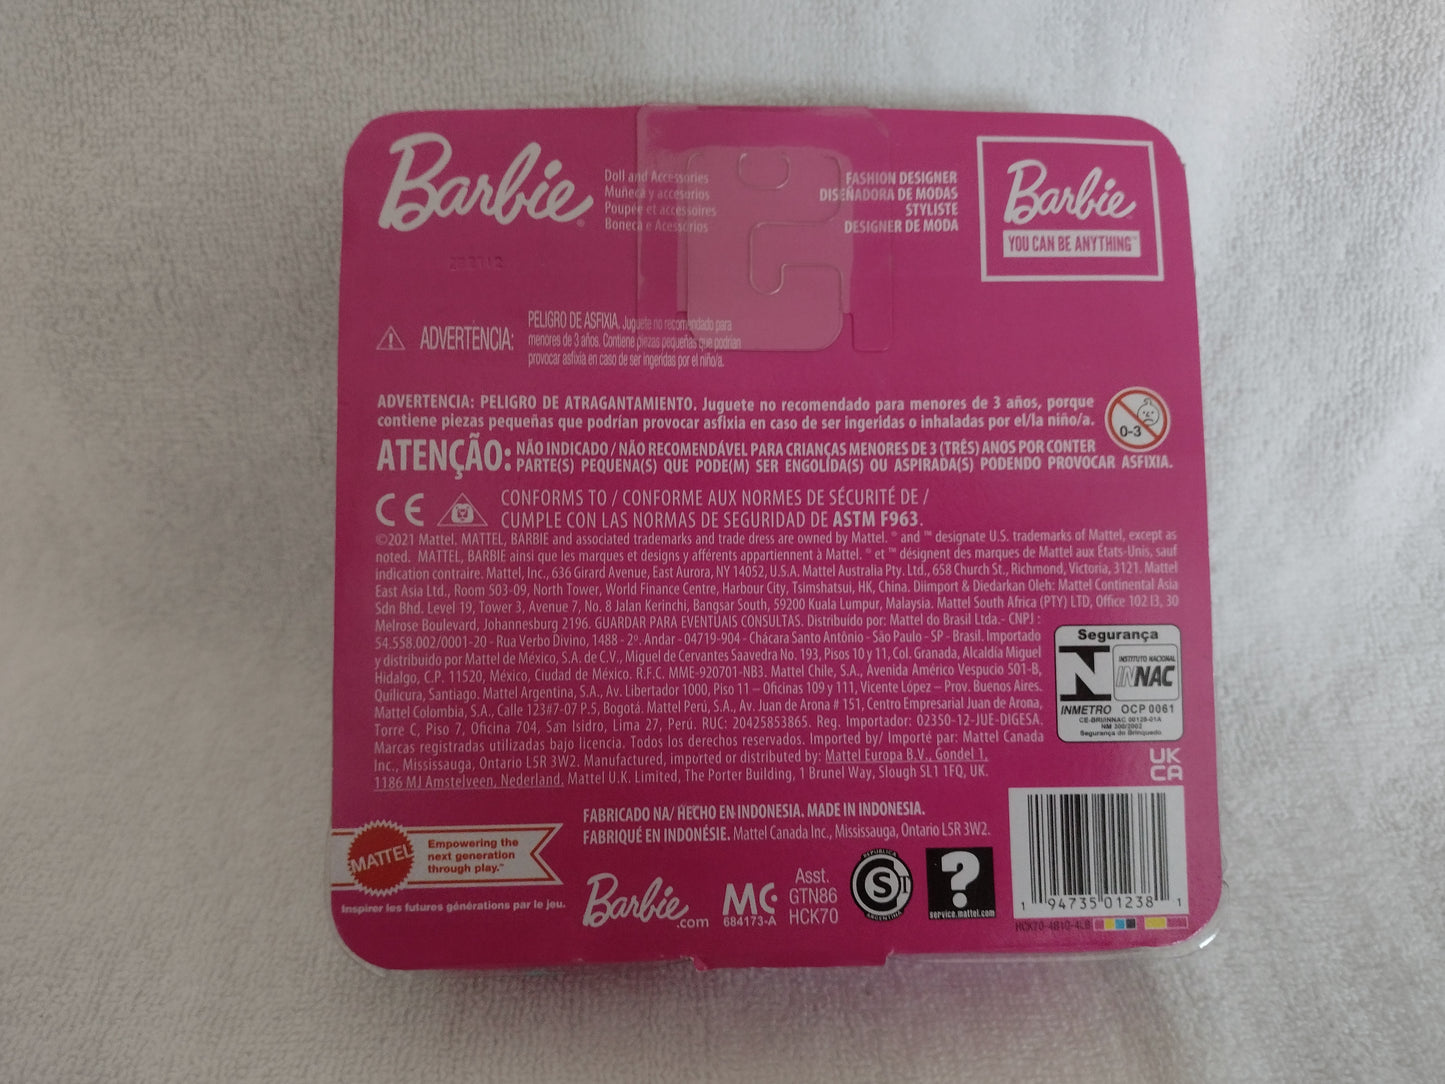 Barbie®
Doll and Accessories
Muñeca y accesorios
Poupée et accessoires
Boneca e Acessórios
FASHION DESIGNER
DISEÑADORA DE MODAS
STYLISTE
DESIGNER DE MODA
Barbie
YOU CAN BE ANYTHING™
ADVERTENCIA:
PELIGRO DE ASFIXIA. Juguete no recomendado para
menores de 3 años. Contiene piezas pequeñas que podrían
provocar asfixia en caso de ser ingeridas por el niño/a.
ADVERTENCIA: PELIGRO DE ATRAGANTAMIENTO. Juguete no recomendado para menores de 3 años, porque
contiene piezas pequeñas que podrían provocar asfixia en caso de ser ingeridas o inhaladas por el/la niño/a.
0-3
ATENÇÃO:
NÃO INDICADO / NÃO RECOMENDÁVEL PARA CRIANÇAS MENORES DE 3 (TRÊS) ANOS POR CONTER
PARTE(S) PEQUENA(S) QUE PODE(M) SER ENGOLIDA(S) OU ASPIRADA(S) PODENDO PROVOCAR ASFIXIA.
CE
CONFORMS TO / CONFORME AUX NORMES DE SÉCURITÉ DE /
CUMPLE CON LAS NORMAS DE SEGURIDAD DE ASTM F963.
©2021 Mattel. MATTEL, BARBIE and associated trademarks and trade dress are owned by Mattel. ® and ™ designate U.S. trademarks of Mattel, except as
noted. MATTEL, BARBIE ainsi que les marques et designs y afférents appartiennent à Mattel. ® et ™ désignent des marques de Mattel aux États-Unis, sauf
indication contraire. Mattel, Inc., 636 Girard Avenue, East Aurora, NY 14052, U.S.A. Mattel Australia Pty. Ltd., 658 Church St., Richmond, Victoria, 3121. Mattel
East Asia Ltd., Room 503-09, North Tower, World Finance Centre, Harbour City, Tsimshatsui, HK, China. Diimport & Diedarkan Oleh: Mattel Continental Asia
Sdn Bhd. Level 19, Tower 3, Avenue 7, No. 8 Jalan Kerinchi, Bangsar South, 59200 Kuala Lumpur, Malaysia. Mattel South Africa (PTY) LTD, Office 102 I3, 30
Melrose Boulevard, Johannesburg 2196. GUARDAR PARA EVENTUAIS CONSULTAS. Distribuído por: Mattel do Brasil Ltda.- CNPJ :
54.558.002/0001-20 - Rua Verbo Divino, 1488 - 2º. Andar - 04719-904 - Chácara Santo Antônio - São Paulo - SP - Brasil. Importado
y distribuido por Mattel de México, S.A. de C.V., Miguel de Cervantes Saavedra No. 193, Pisos 10 y 11, Col. Granada, Alcaldía Miguel
Hidalgo, C.P. 11520, México, Ciudad de México. R.F.C. MME-920701-NB3. Mattel Chile, S.A., Avenida Américo Vespucio 501-B,
Quilicura, Santiago. Mattel Argentina, S.A., Av. Libertador 1000, Piso 11 – Oficinas 109 y 111, Vicente López – Prov. Buenos Aires.
Mattel Colombia, S.A., Calle 123#7-07 P.5, Bogotá. Mattel Perú, S.A., Av. Juan de Arona # 151, Centro Empresarial Juan de Arona,
Torre C, Piso 7, Oficina 704, San Isidro, Lima 27, Perú. RUC: 20425853865. Reg. Importador: 02350-12-JUE-DIGESA.
Marcas registradas utilizadas bajo licencia. Todos los derechos reservados. Imported by/ Importé par: Mattel Canada
Inc., Mississauga, Ontario L5R 3W2. Manufactured, imported or distributed by: Mattel Europa B.V., Gondel 1,
1186 MJ Amstelveen, Nederland. Mattel U.K. Limited, The Porter Building, 1 Brunel Way, Slough SL1 1FQ, UK.
Segurança
INSTITUTO NACIONAL
INNAC
INMETRO OCP 0061
CE-BRI/INNAC 00128-01A
NM 300/2002
Segurança do Brinquedo
UK
CA
FABRICADO NA/ HECHO EN INDONESIA. MADE IN INDONESIA.
FABRIQUÉ EN INDONÉSIE. Mattel Canada Inc., Mississauga, Ontario L5R 3W2.
MATTEL
Empowering the
next generation
through play.™
Inspirer les futures générations par le jeu.
Barbie.com
MC
684173-A
Asst.
GTN86
HCK70
REPUBLICA
S
ARGENTINA
?
service.mattel.com
1 94735 01238 1
HCK70-4B10-4LB